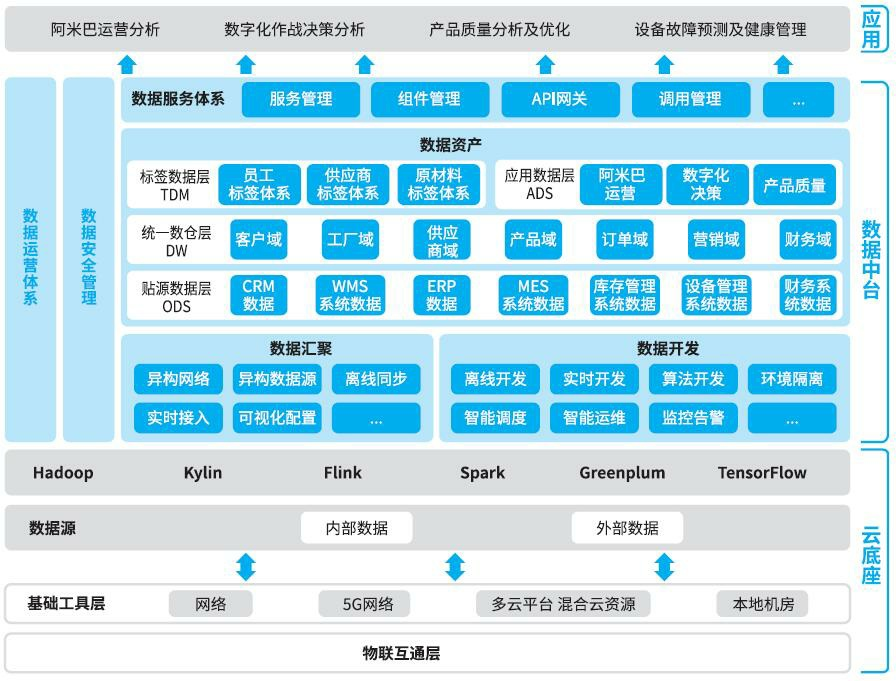 阿米巴运营分析 数字化作战决策分析 产品质量分析及优化 设备故障预测及健康管理
应用
数据运营体系
数据安全管理
数据服务体系 服务管理 组件管理 API网关 调用管理 ...
数据资产
标签数据层
TDM
员工
标签体系
供应商
标签体系
原材料
标签体系
应用数据层
ADS
阿米巴
运营
数字化
决策
产品质量
统一数仓层
DW
客户域
工厂域
供应
商域
产品域
订单域
营销域
财务域
贴源数据层
ODS
CRM
数据
WMS
系统数据
ERP
数据
MES
系统数据
库存管理
系统数据
设备管理
系统数据
财务系
统数据
数据汇聚
异构网络 异构数据源 离线同步
实时接入 可视化配置 ...
数据开发
离线开发 实时开发 算法开发 环境隔离
智能调度 智能运维 监控告警 ...
数据中台
Hadoop Kylin Flink Spark Greenplum TensorFlow
数据源 内部数据 外部数据
基础工具层 网络 5G网络 多云平台 混合云资源 本地机房
物联互通层
云底座